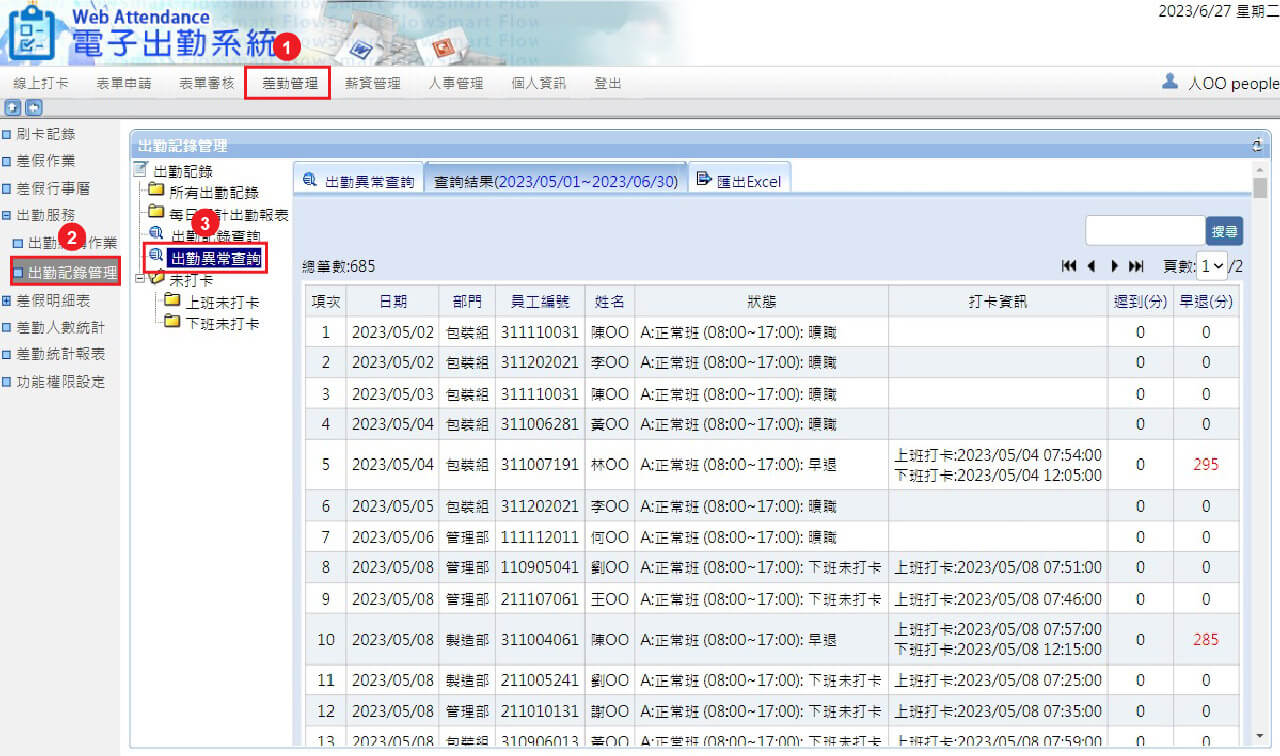 2023/6/27 星期二
Web Attendance
電子出勤系統
1
線上打卡 表單申請 表單審核 差勤管理 薪資管理 人事管理 個人資訊 登出 人OO people
刷卡記錄
差假作業
差假行事曆
出勤服務
2
出勤 作業
出勤記錄管理
差假明細表
差勤人數統計
差勤統計報表
功能權限設定
出勤記錄管理
出勤記錄
所有出勤記錄
每日 計出勤報表
3
出勤記錄查詢
出勤異常查詢
未打卡
上班未打卡
下班未打卡
出勤異常查詢 查詢結果(2023/05/01~2023/06/30) 匯出Excel
搜尋
總筆數:685 頁數: 1 /2
項次 日期 部門 員工編號 姓名 狀態 打卡資訊 遲到(分) 早退(分)
1 2023/05/02 包裝組 311110031 陳OO A:正常班 (08:00~17:00): 曠職 0 0
2 2023/05/02 包裝組 311202021 李OO A:正常班 (08:00~17:00): 曠職 0 0
3 2023/05/03 包裝組 311110031 陳OO A:正常班 (08:00~17:00): 曠職 0 0
4 2023/05/04 包裝組 311006281 黃OO A:正常班 (08:00~17:00): 曠職 0 0
5 2023/05/04 包裝組 311007191 林OO A:正常班 (08:00~17:00): 早退 上班打卡:2023/05/04 07:54:00 0 295
下班打卡:2023/05/04 12:05:00
6 2023/05/05 包裝組 311202021 李OO A:正常班 (08:00~17:00): 曠職 0 0
7 2023/05/06 管理部 111112011 何OO A:正常班 (08:00~17:00): 曠職 0 0
8 2023/05/08 管理部 110905041 劉OO A:正常班 (08:00~17:00): 下班未打卡 上班打卡:2023/05/08 07:51:00 0 0
9 2023/05/08 管理部 211107061 王OO A:正常班 (08:00~17:00): 下班未打卡 上班打卡:2023/05/08 07:46:00 0 0
10 2023/05/08 製造部 311004061 陳OO A:正常班 (08:00~17:00): 早退 上班打卡:2023/05/08 07:57:00 0 285
下班打卡:2023/05/08 12:15:00
11 2023/05/08 製造部 211005241 劉OO A:正常班 (08:00~17:00): 下班未打卡 上班打卡:2023/05/08 07:25:00 0 0
12 2023/05/08 管理部 211010131 謝OO A:正常班 (08:00~17:00): 下班未打卡 上班打卡:2023/05/08 07:35:00 0 0
13 2023/05/08 包裝組 310906013 黃OO A:正常班 (08:00~17:00): 下班未打卡 上班打卡:2023/05/08 07:59:00 0 0